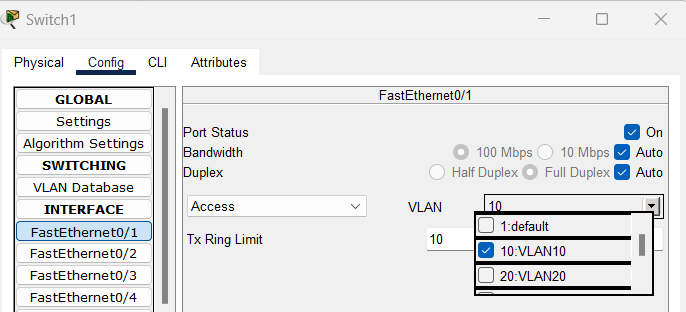 Switch1
Physical Config CLI Attributes
GLOBAL
Settings
Algorithm Settings
SWITCHING
VLAN Database
INTERFACE
FastEthernet0/1
FastEthernet0/2
FastEthernet0/3
FastEthernet0/4
FastEthernet0/1
Port Status On
Bandwidth 100 Mbps 10 Mbps Auto
Duplex Half Duplex Full Duplex Auto
Access VLAN 10
1:default
Tx Ring Limit 10
10:VLAN10
20:VLAN20